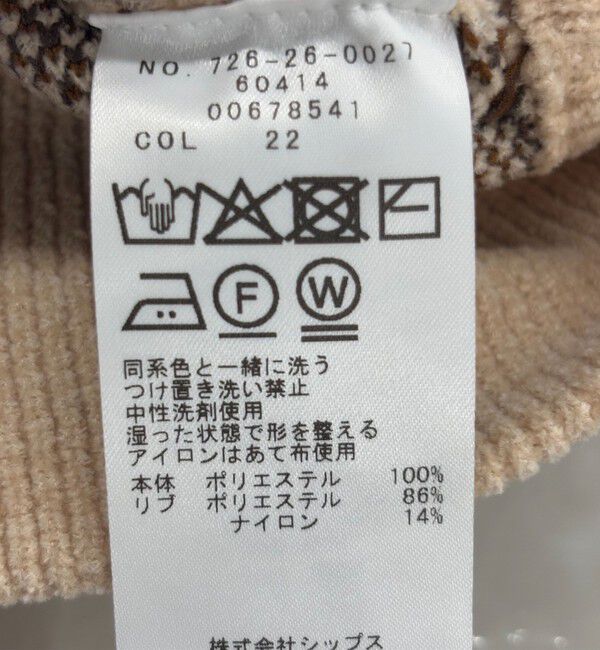 NO. 726-26-0027
60414
00678541
COL 22
F W
同系色と一緒に洗う
つけ置き洗い禁止
中性洗剤使用
湿った状態で形を整える
アイロンはあて布使用
本体 ポリエステル 100%
リブ ポリエステル 86%
ナイロン 14%
株式会社シップス